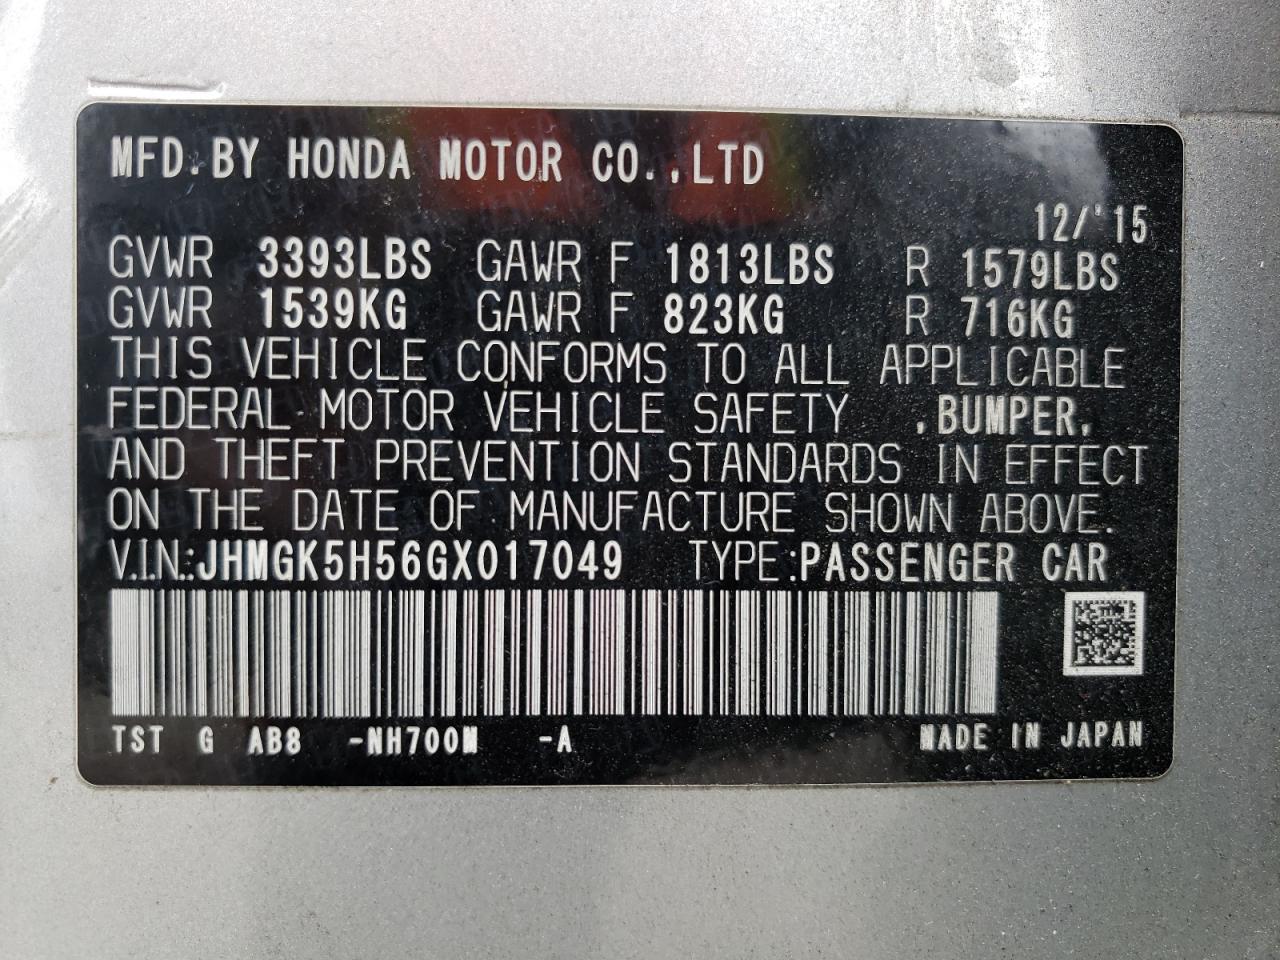 MFD.BY HONDA MOTOR CO.,LTD
12/'15
GVWR 3393LBS GAWR F 1813LBS R 1579LBS
GVWR 1539KG GAWR F 823KG R 716KG
THIS VEHICLE CONFORMS TO ALL APPLICABLE
FEDERAL MOTOR VEHICLE SAFETY ,BUMPER,
AND THEFT PREVENTION STANDARDS IN EFFECT
ON THE DATE OF MANUFACTURE SHOWN ABOVE.
V.I.N.:JHMGK5H56GX017049 TYPE:PASSENGER CAR
TST G AB8 -NH700M -A MADE IN JAPAN